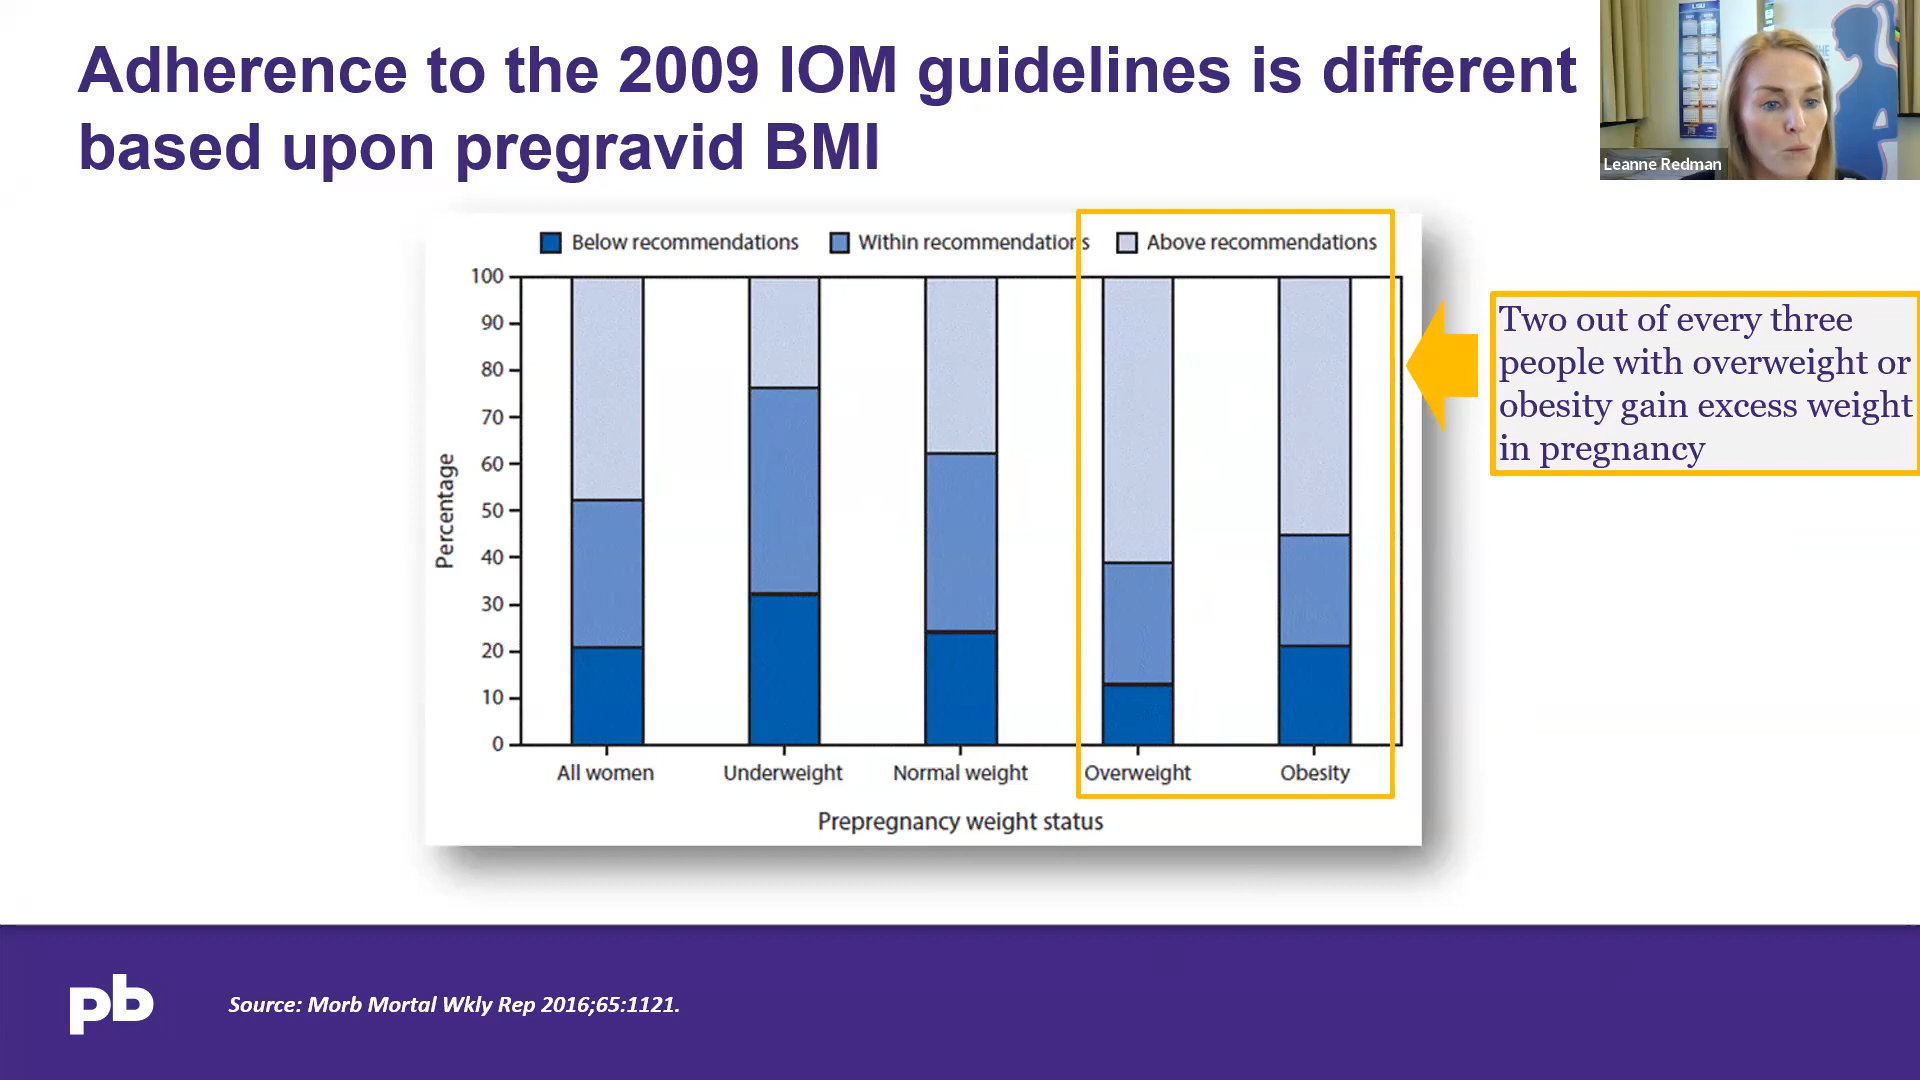 Adherence to the 2009 IOM guidelines is different
based upon pregravid BMI
Leanne Redman
Below recommendations Within recommendations Above recommendations
100
90
80
70
60
50
40
30
20
10
0
Percentage
All women Underweight Normal weight Overweight Obesity
Prepregnancy weight status
Two out of every three
people with overweight or
obesity gain excess weight
in pregnancy
pb
Source: Morb Mortal Wkly Rep 2016;65:1121.